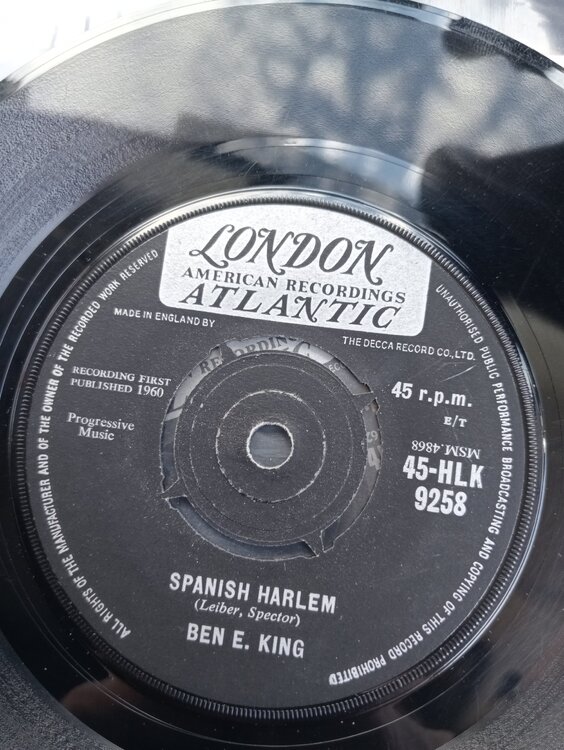 LONDON
AMERICAN RECORDINGS
ATLANTIC
MADE IN ENGLAND BY
THE DECCA RECORD CO., LTD.
RECORDING FIRST
PUBLISHED 1960
Progressive
Music
45 r.p.m.
E/T
MSM.4868
45-HLK
9258
SPANISH HARLEM
(Leiber, Spector)
BEN E. KING
ALL RIGHTS OF THE MANUFACTURER AND OF THE OWNER OF THE RECORDED WORK RESERVED
UNAUTHORISED PUBLIC PERFORMANCE BROADCASTING AND COPYING OF THIS RECORD PROHIBITED